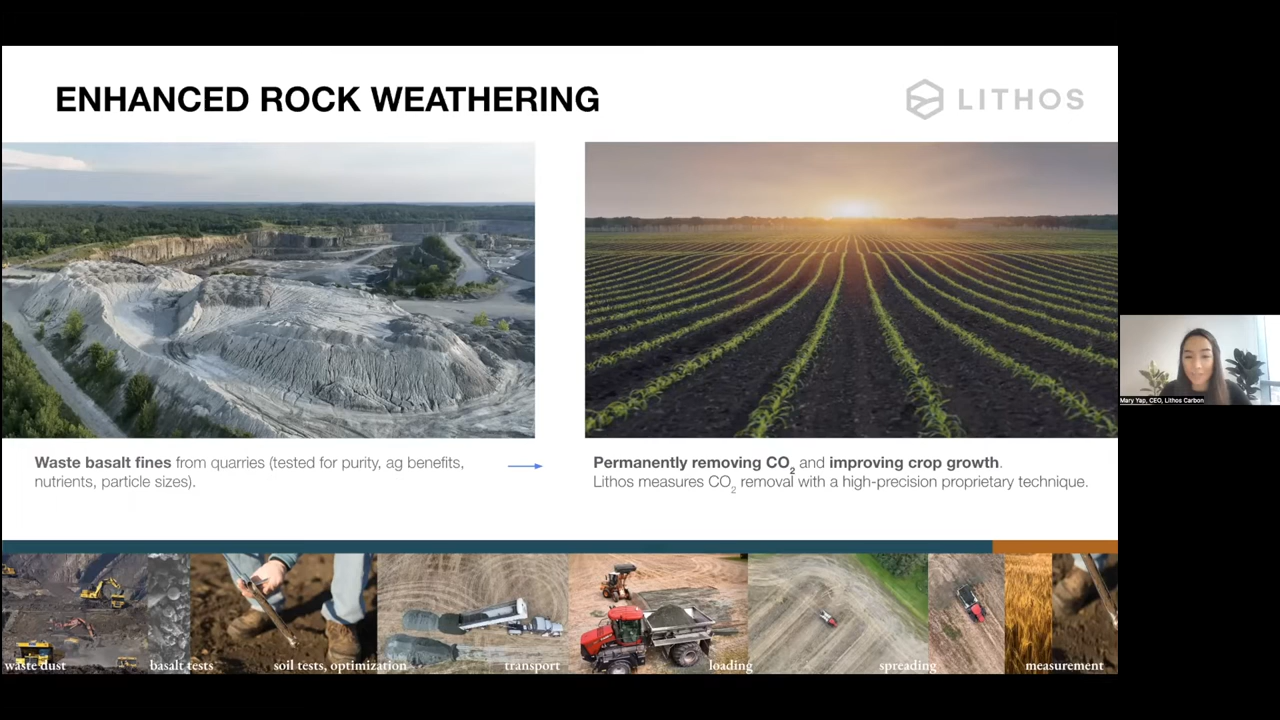 ENHANCED ROCK WEATHERING
LITHOS
Waste basalt fines from quarries (tested for purity, ag benefits,
nutrients, particle sizes).
Permanently removing CO2 and improving crop growth.
Lithos measures CO2 removal with a high-precision proprietary technique.
Mary Yap, CEO, Lithos Carbon
waste dust
basalt tests
soil tests, optimization
transport
loading
spreading
measurement